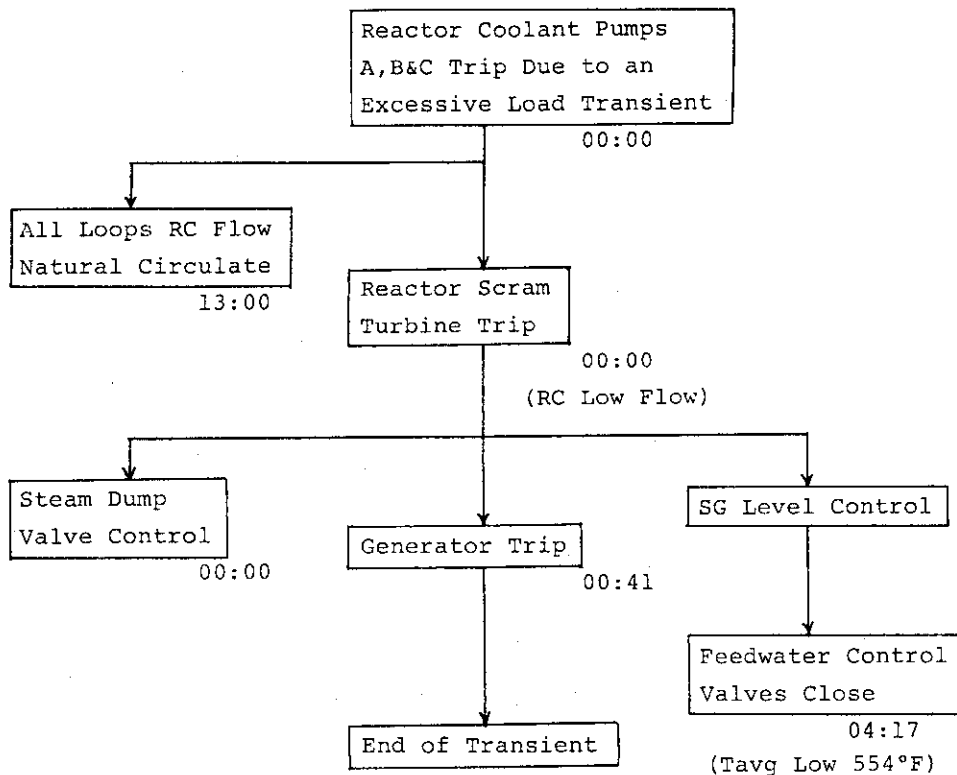 Reactor Coolant Pumps
A,B&C Trip Due to an
Excessive Load Transient
00:00
All Loops RC Flow
Natural Circulate
13:00
Reactor Scram
Turbine Trip
00:00
(RC Low Flow)
Steam Dump
Valve Control
00:00
Generator Trip
00:41
SG Level Control
Feedwater Control
Valves Close
04:17
(Tavg Low 554°F)
End of Transient